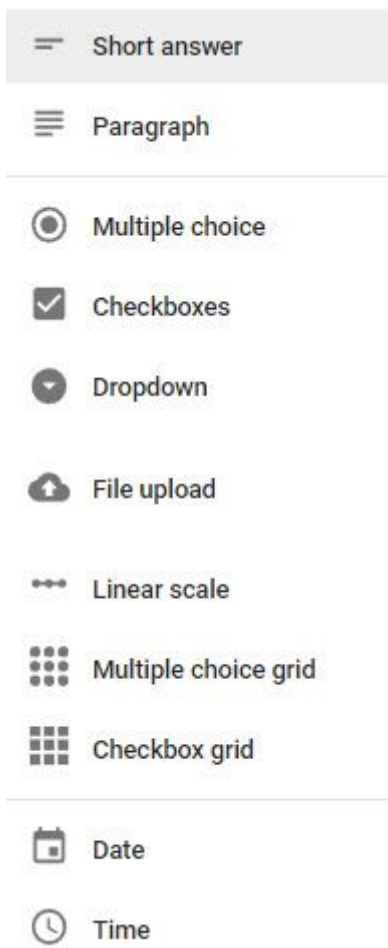 Short answer
Paragraph
Multiple choice
Checkboxes
Dropdown
File upload
Linear scale
Multiple choice grid
Checkbox grid
Date
Time